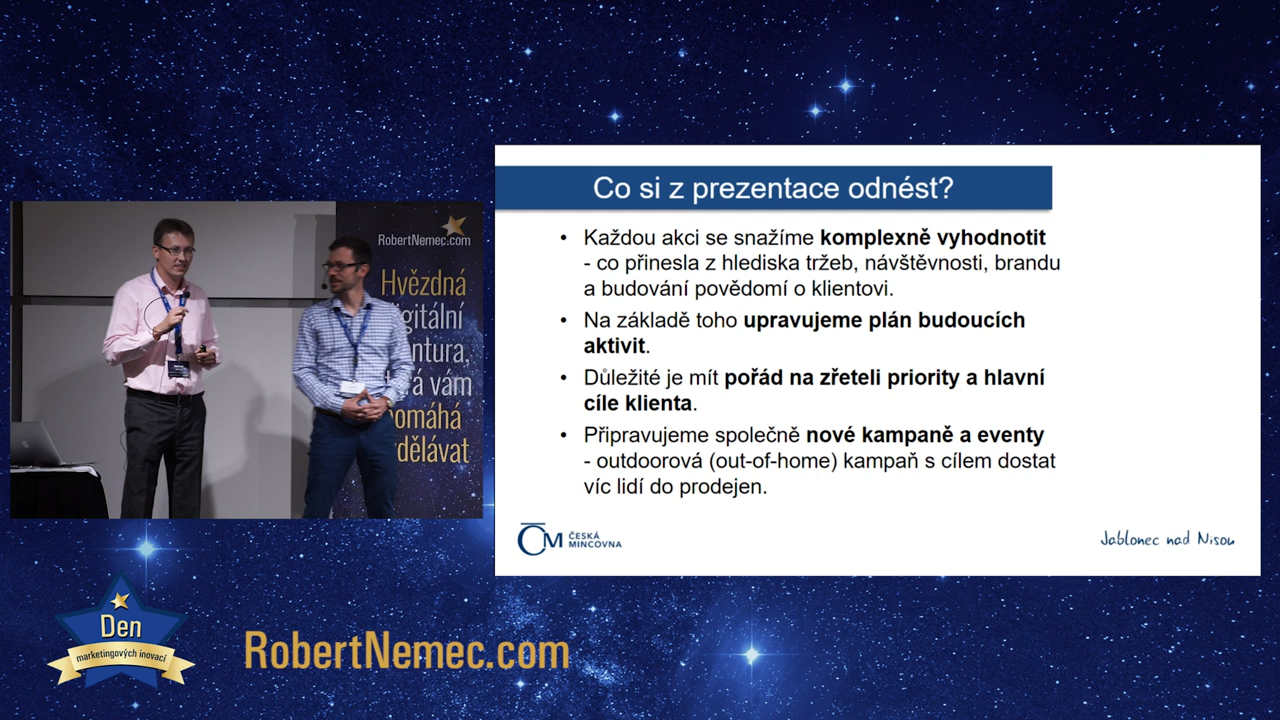 Co si z prezentace odnést?
• Každou akci se snažíme komplexně vyhodnotit
- co přinesla z hlediska tržeb, návštěvnosti, brandu
a budování povědomí o klientovi.
• Na základě toho upravujeme plán budoucích
aktivit.
• Důležité je mít pořád na zřeteli priority a hlavní
cíle klienta.
• Připravujeme společně nové kampaně a eventy
- outdoorová (out-of-home) kampaň s cílem dostat
víc lidí do prodejen.
ČM ČESKÁ
MINCOVNA
Jablonec nad Nisou
RobertNemec.com
Hvězdná
igitální
ntura,
á vám
omáhá
dělávat
Den
marketingových inovací
RobertNemec.com